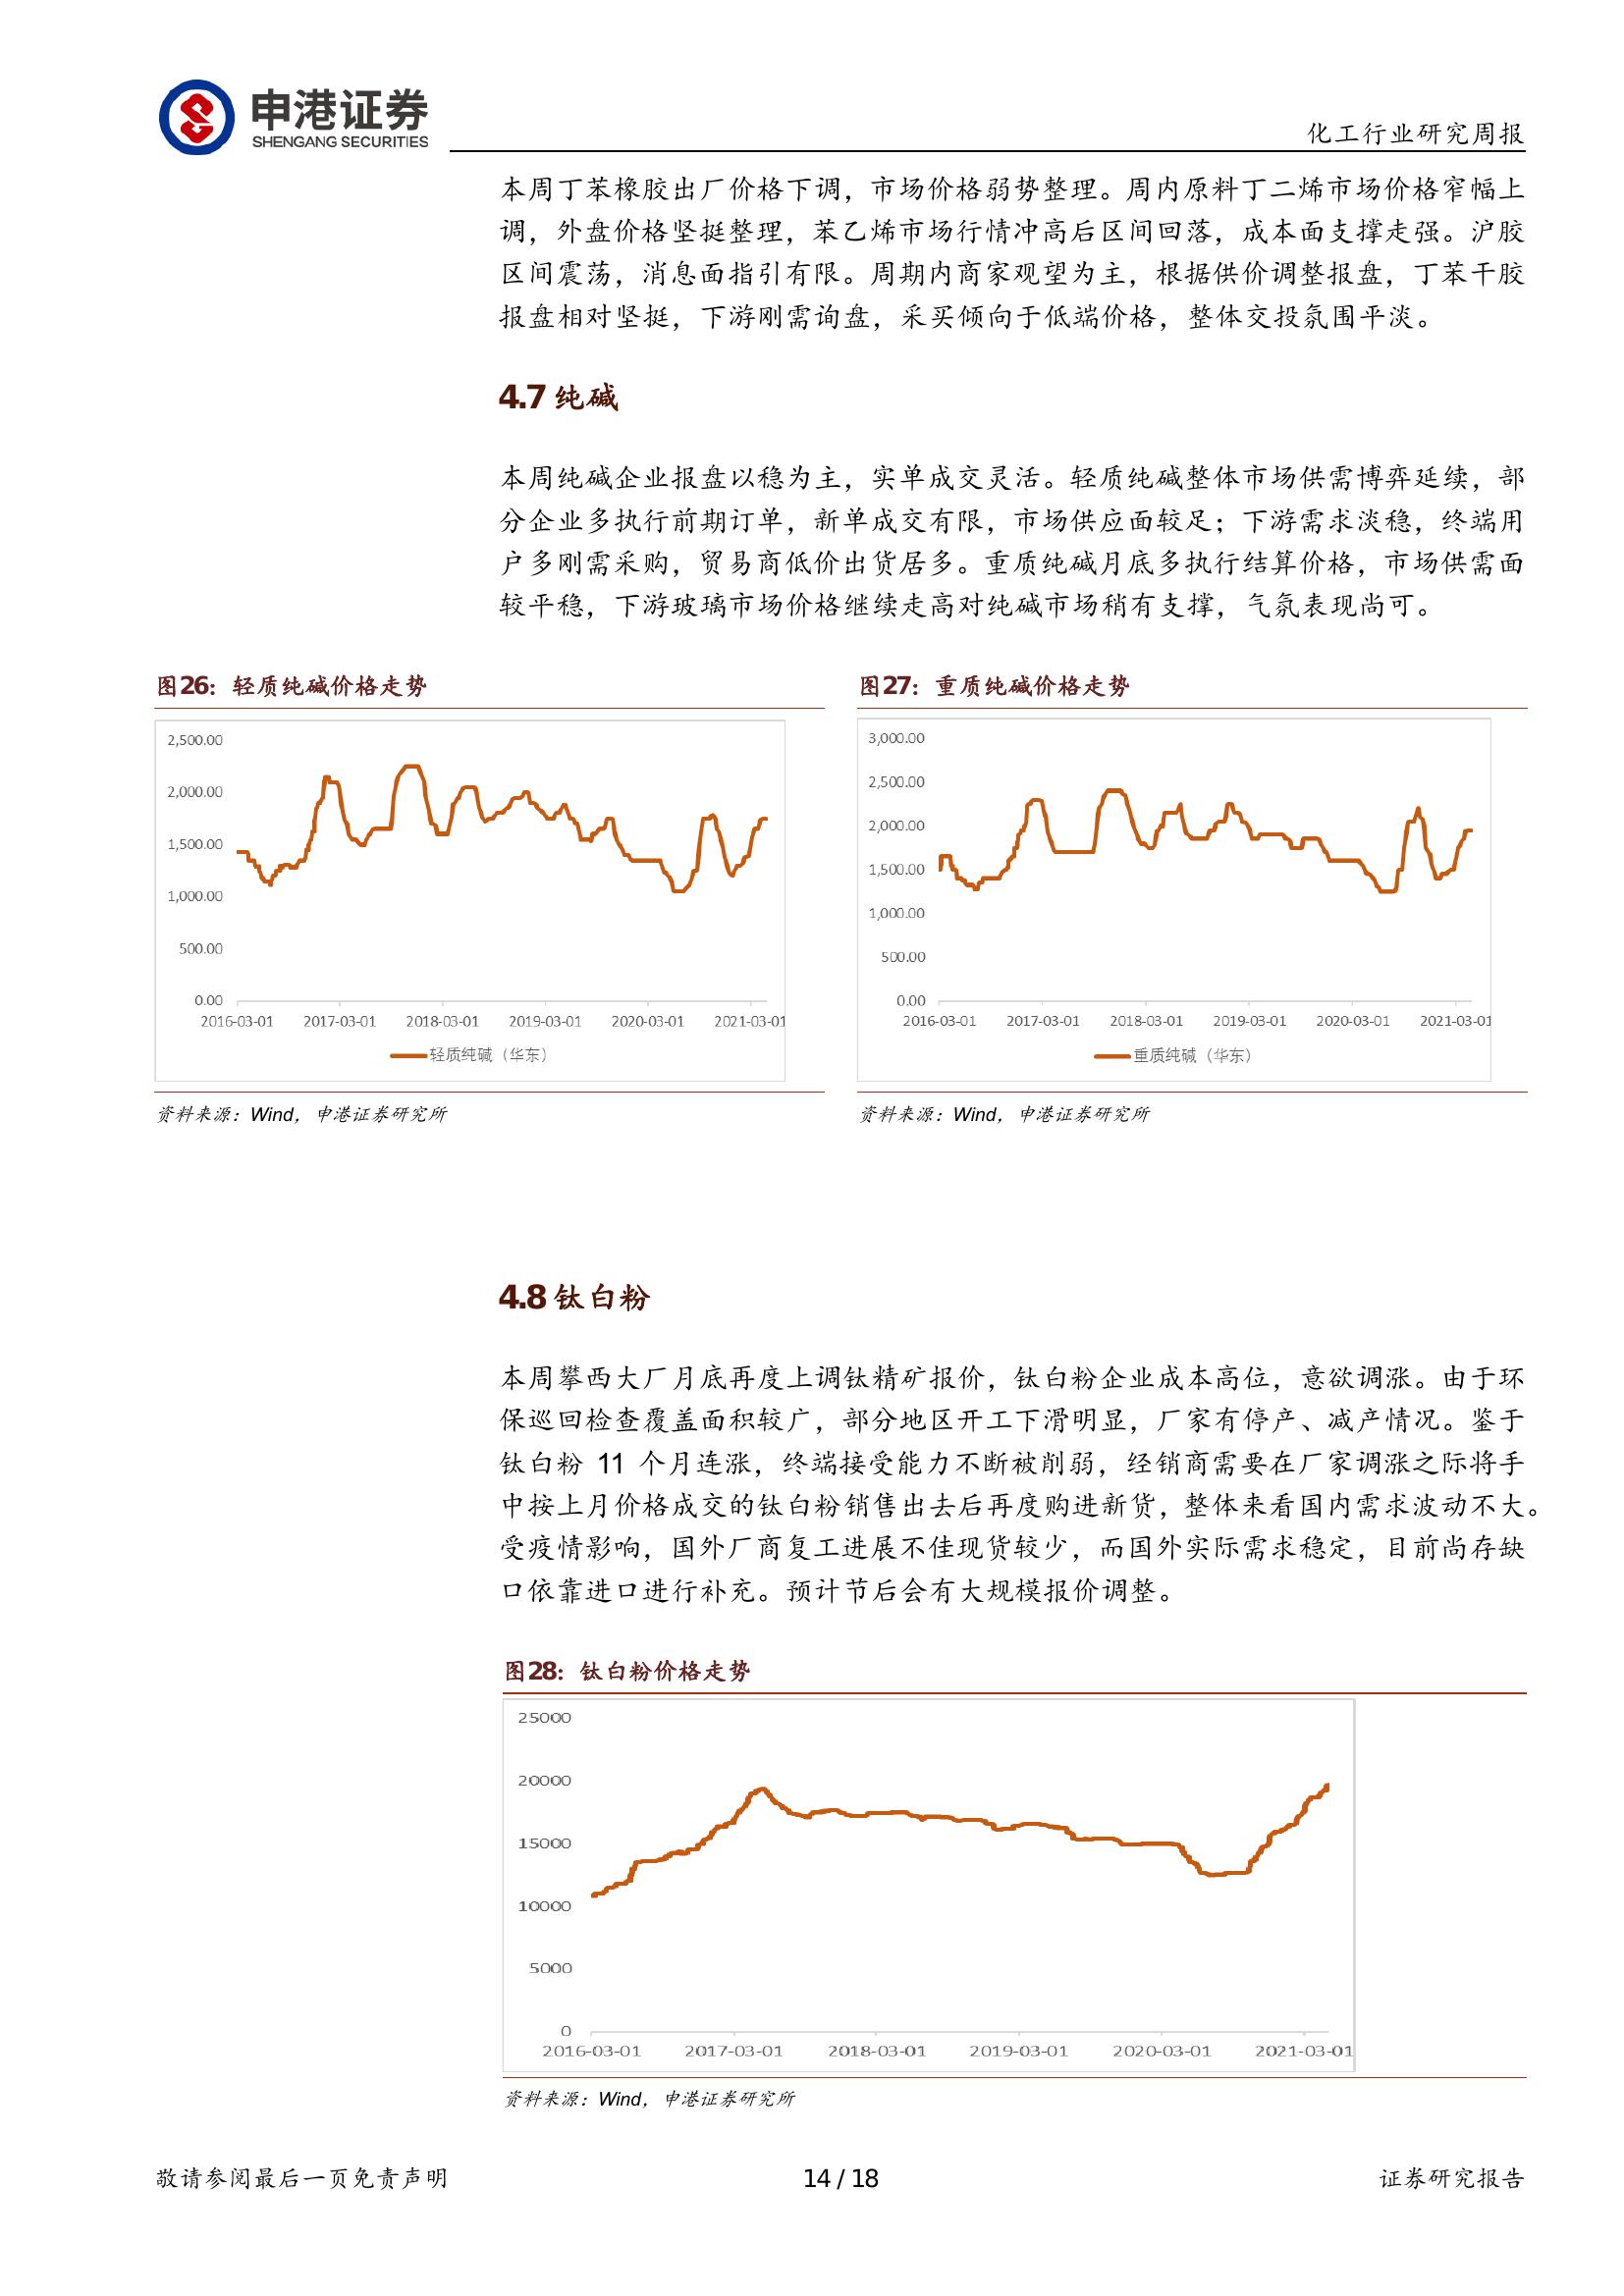 申港证券
SHENGANG SECURITIES
化工行业研究周报
本周丁苯橡胶出厂价格下调，市场价格弱势整理。周内原料丁二烯市场价格窄幅上
调，外盘价格坚挺整理，苯乙烯市场行情冲高后区间回落，成本面支撑走强。沪胶
区间震荡，消息面指引有限。周期内商家观望为主，根据供价调整报盘，丁苯干胶
报盘相对坚挺，下游刚需询盘，采买倾向于低端价格，整体交投氛围平淡。
4.7 纯碱
本周纯碱企业报盘以稳为主，实单成交灵活。轻质纯碱整体市场供需博弈延续，部
分企业多执行前期订单，新单成交有限，市场供应面较足；下游需求淡稳，终端用
户多刚需采购，贸易商低价出货居多。重质纯碱月底多执行结算价格，市场供需面
较平稳，下游玻璃市场价格继续走高对纯碱市场稍有支撑，气氛表现尚可。
图26：轻质纯碱价格走势
2,500.00
2,000.00
1,500.00
1,000.00
500.00
0.00
2016-03-01 2017-03-01 2018-03-01 2019-03-01 2020-03-01 2021-03-01
轻质纯碱（华东）
资料来源：Wind，申港证券研究所
图27：重质纯碱价格走势
3,000.00
2,500.00
2,000.00
1,500.00
1,000.00
500.00
0.00
2016-03-01 2017-03-01 2018-03-01 2019-03-01 2020-03-01 2021-03-01
重质纯碱（华东）
资料来源：Wind，申港证券研究所
4.8 钛白粉
本周攀西大厂月底再度上调钛精矿报价，钛白粉企业成本高位，意欲调涨。由于环
保巡回检查覆盖面积较广，部分地区开工下滑明显，厂家有停产、减产情况。鉴于
钛白粉 11 个月连涨，终端接受能力不断被削弱，经销商需要在厂家调涨之际将手
中按上月价格成交的钛白粉销售出去后再度购进新货，整体来看国内需求波动不大。
受疫情影响，国外厂商复工进展不佳现货较少，而国外实际需求稳定，目前尚存缺
口依靠进口进行补充。预计节后会有大规模报价调整。
图28：钛白粉价格走势
25000
20000
15000
10000
5000
0
2016-03-01 2017-03-01 2018-03-01 2019-03-01 2020-03-01 2021-03-01
资料来源：Wind，申港证券研究所
敬请参阅最后一页免责声明
14 / 18
证券研究报告